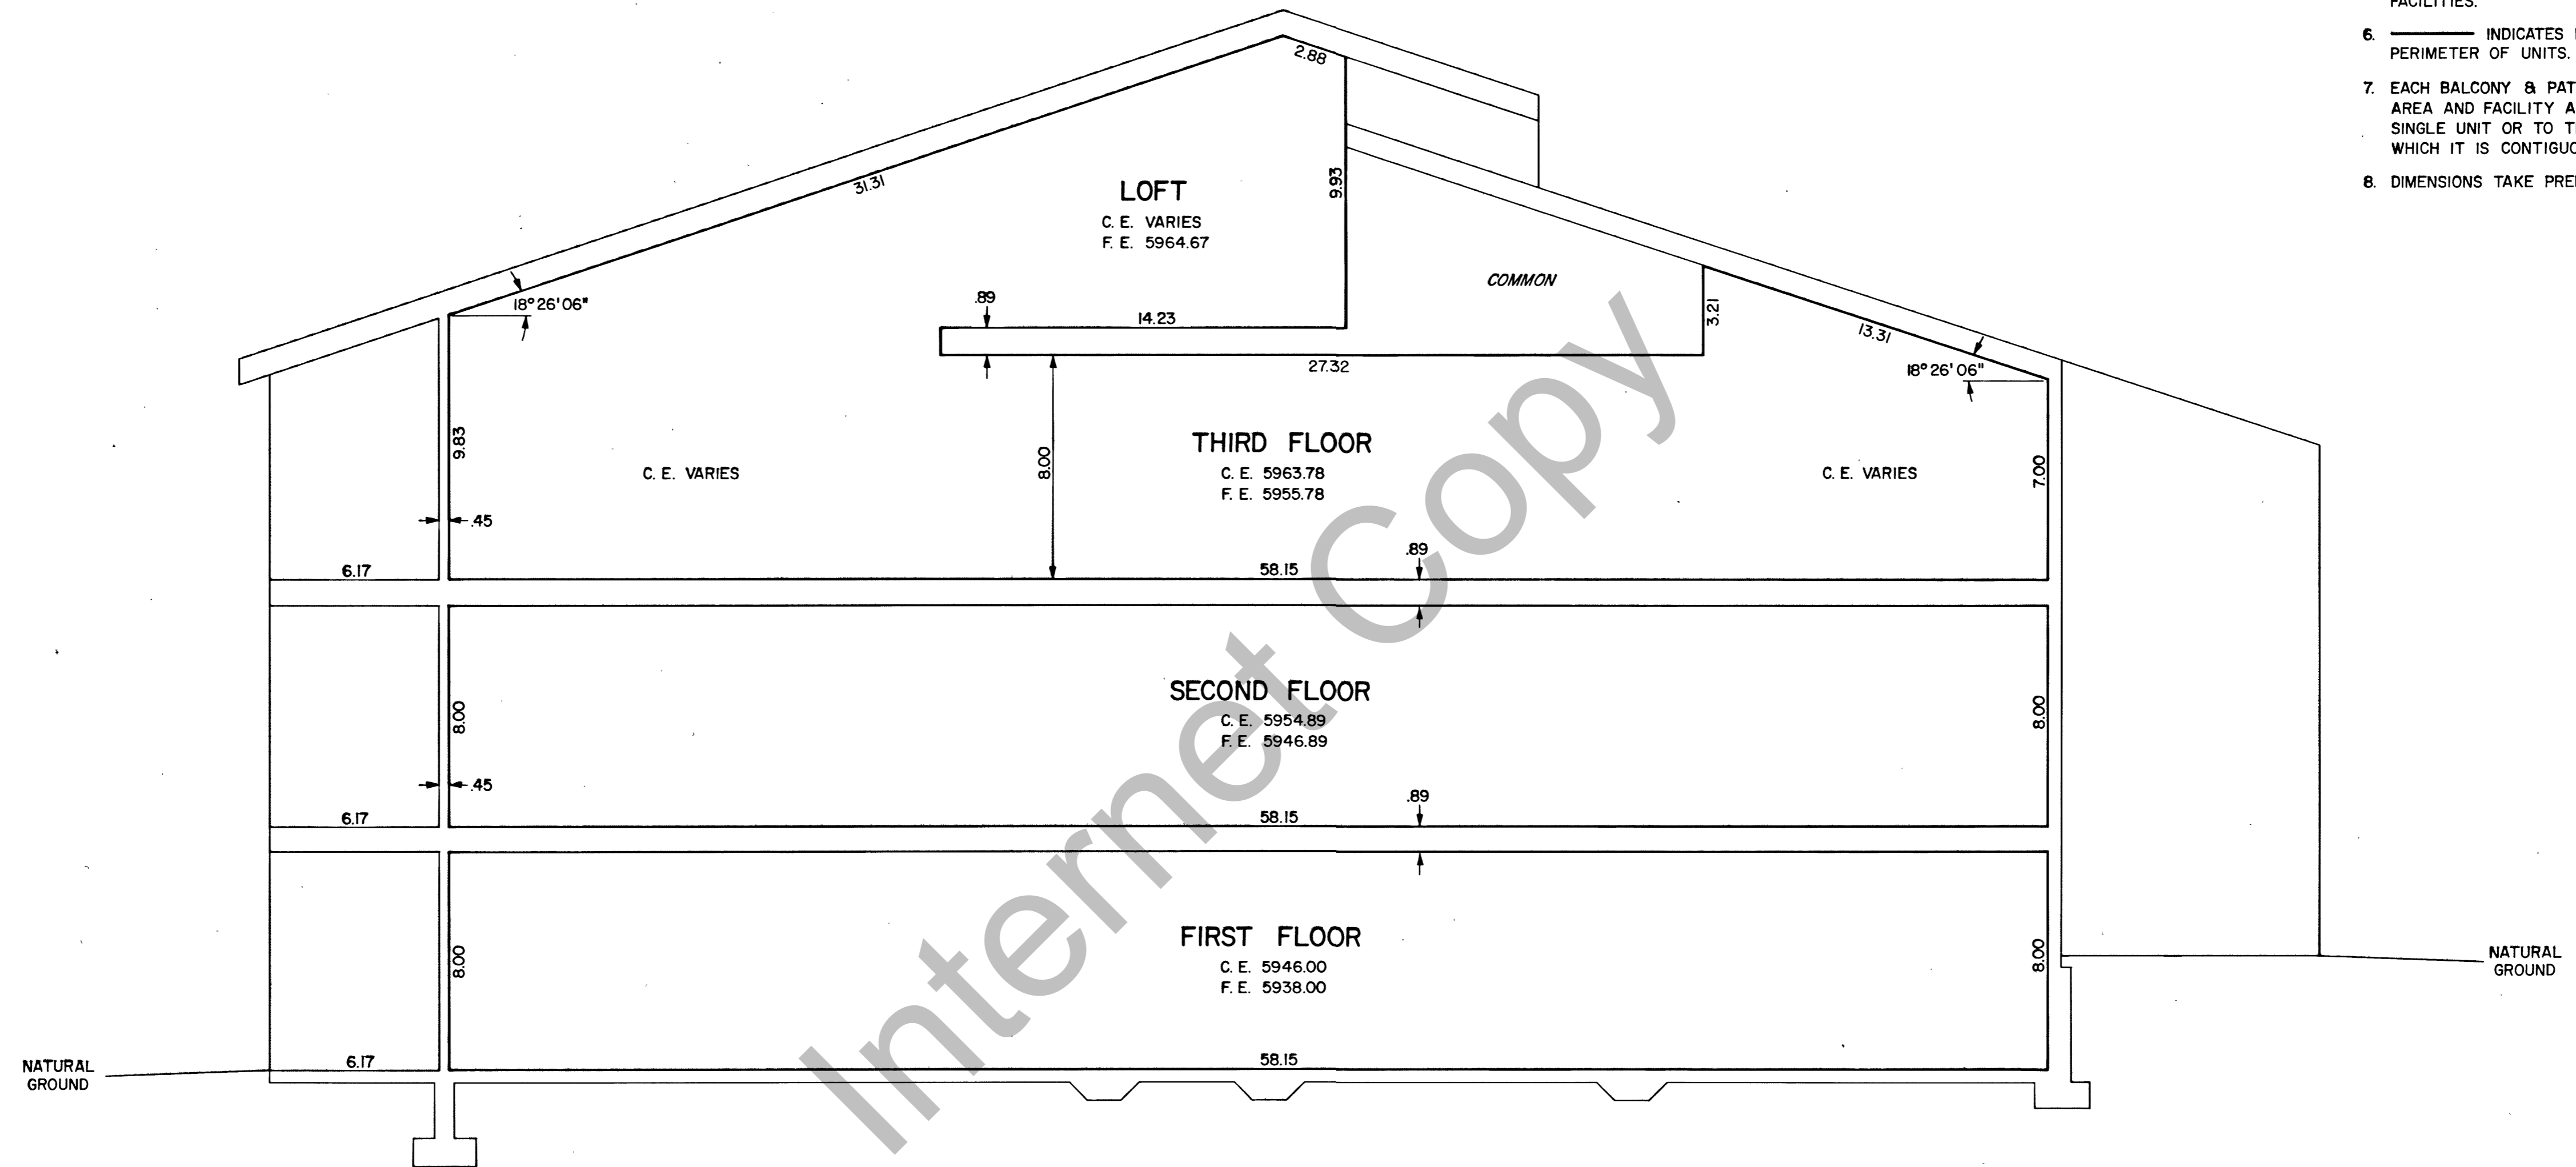 FACILITIES.
6. INDICATES
PERIMETER OF UNITS.
7. EACH BALCONY & PAT
AREA AND FACILITY A
SINGLE UNIT OR TO T
WHICH IT IS CONTIGUO
8. DIMENSIONS TAKE PRE
2.88
31.31
LOFT
C. E. VARIES
F. E. 5964.67
9.93
COMMON
18° 26' 06"
.89
14.23
3.21
13.31
27.32
18° 26' 06"
9.83
C. E. VARIES
8.00
THIRD FLOOR
C. E. 5963.78
F. E. 5955.78
C. E. VARIES
7.00
.45
.89
6.17
58.15
8.00
SECOND FLOOR
C. E. 5954.89
F. E. 5946.89
8.00
.45
.89
6.17
58.15
8.00
FIRST FLOOR
C. E. 5946.00
F. E. 5938.00
8.00
NATURAL
GROUND
6.17
58.15
NATURAL
GROUND
Internet Copy